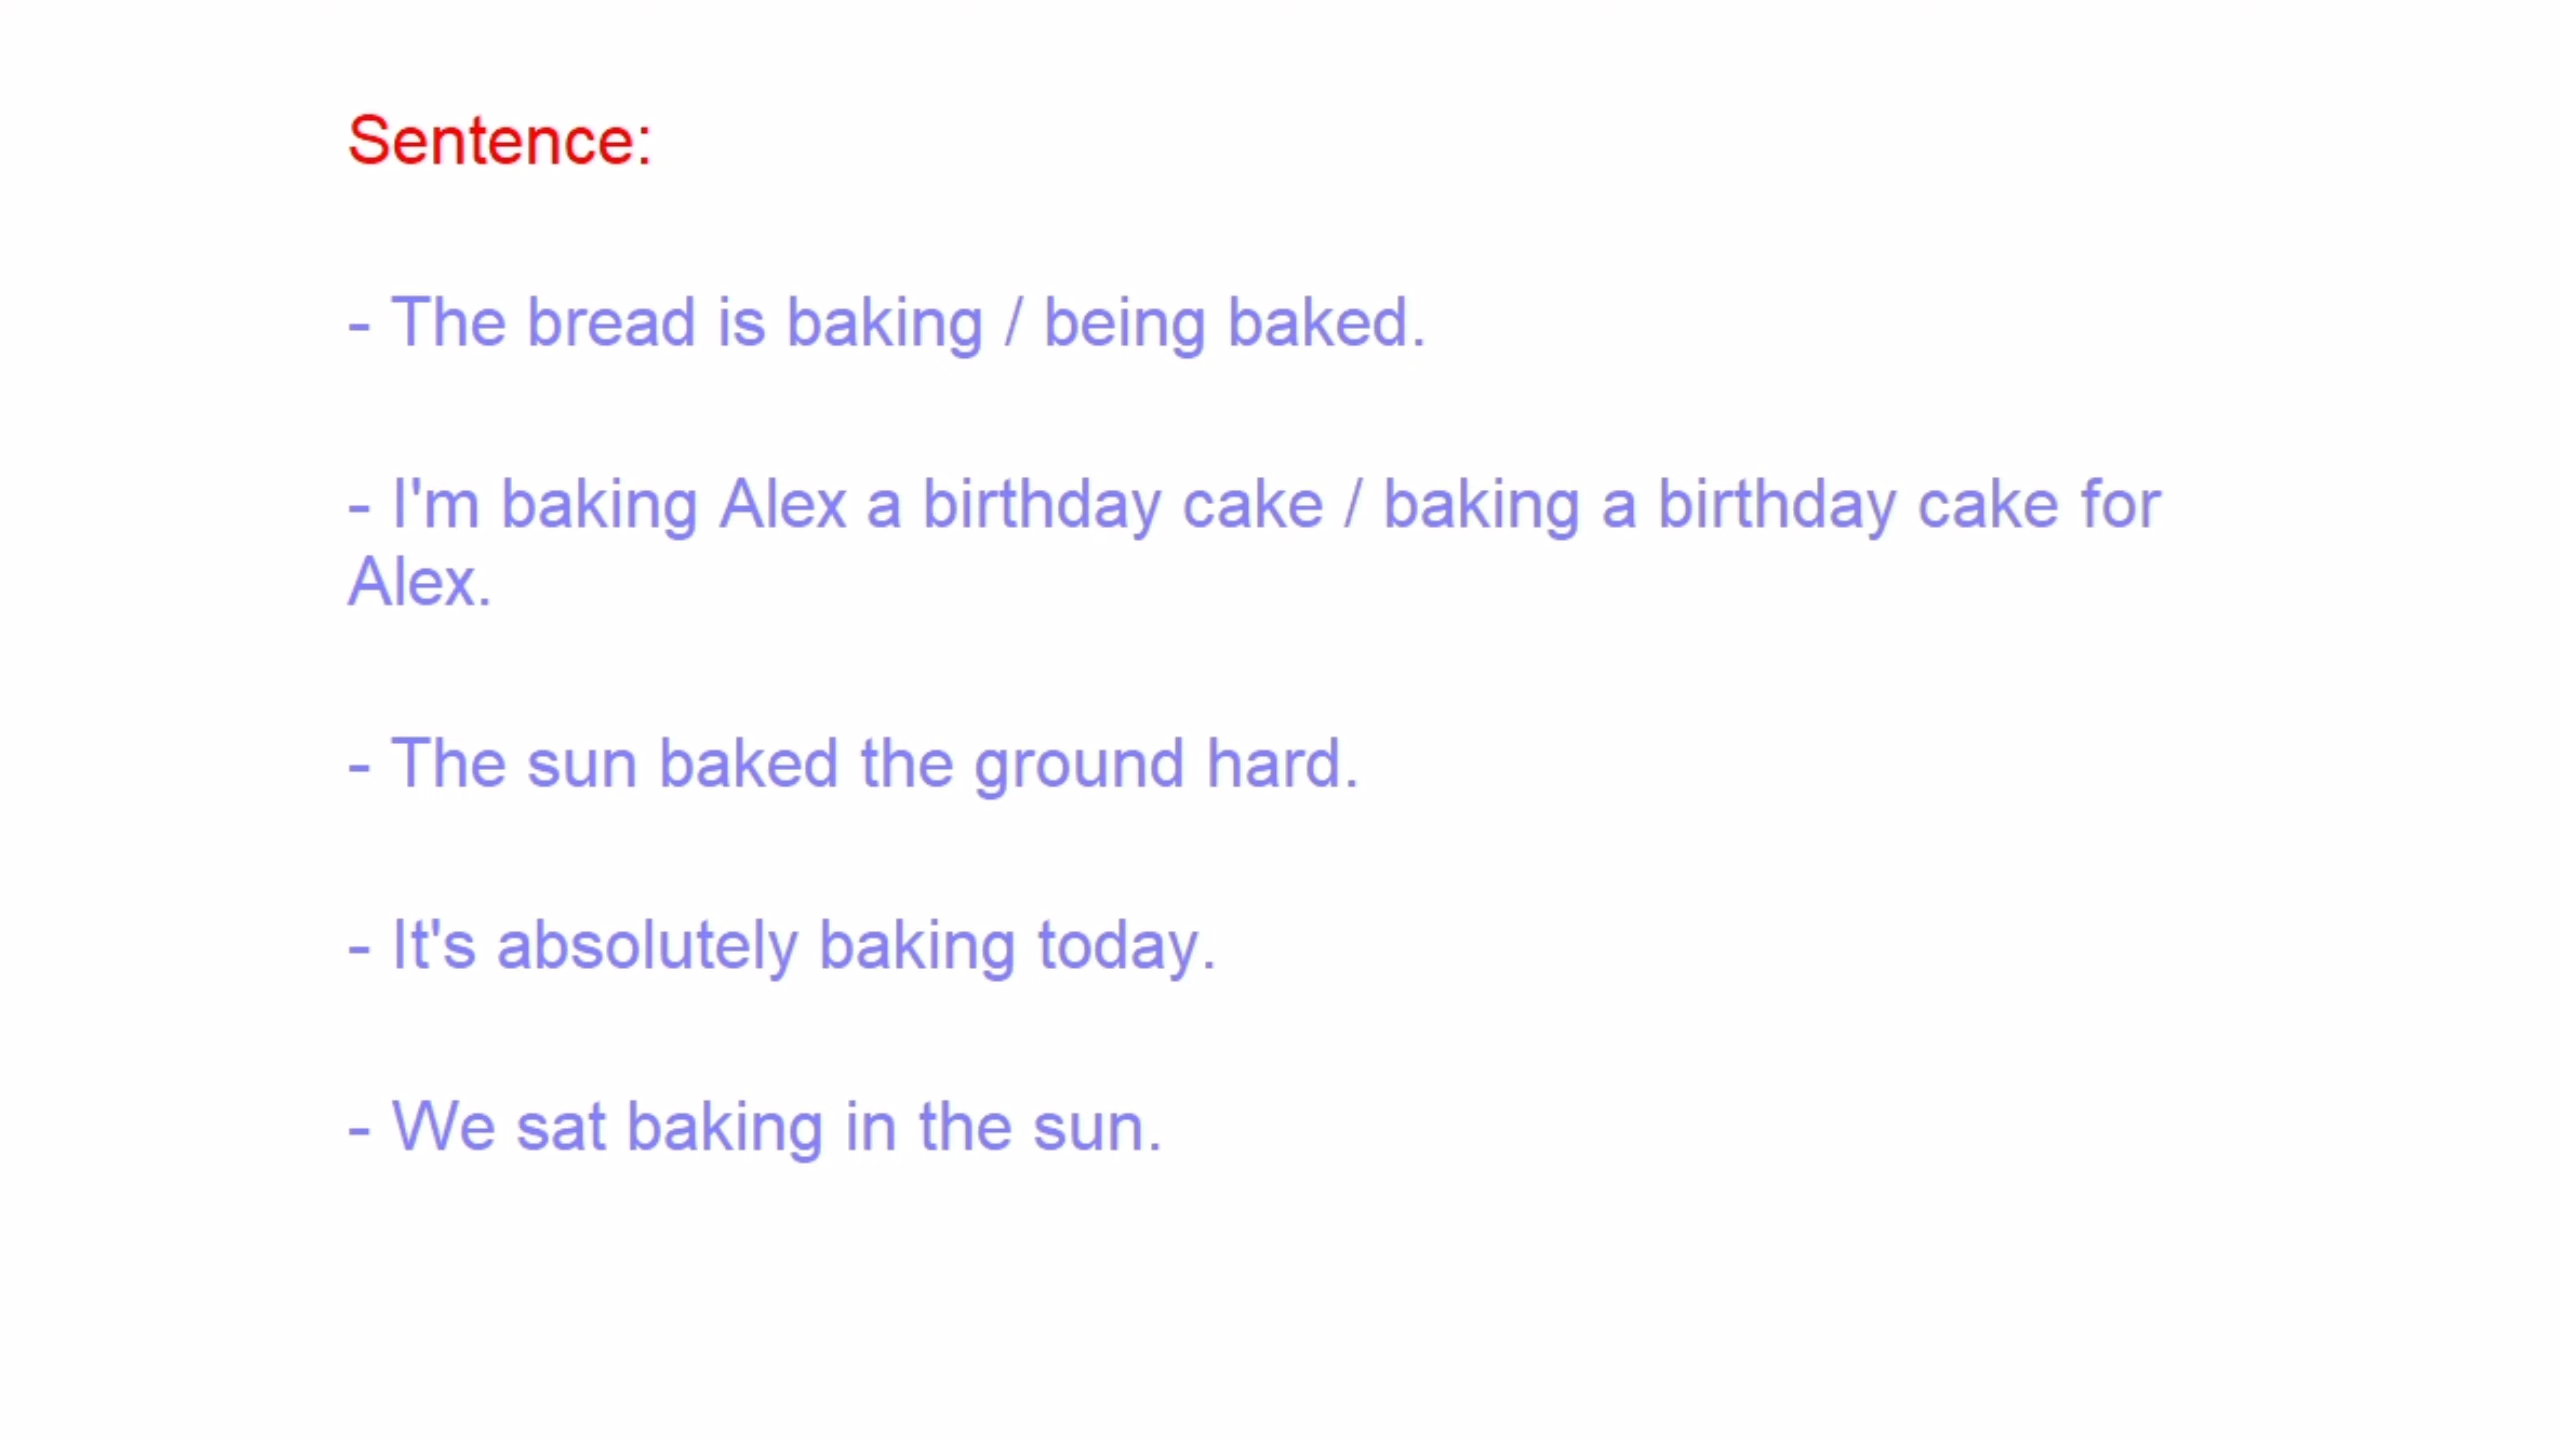 Sentence:
- The bread is baking / being baked.
- I'm baking Alex a birthday cake / baking a birthday cake for
Alex.
- The sun baked the ground hard.
- It's absolutely baking today.
- We sat baking in the sun.